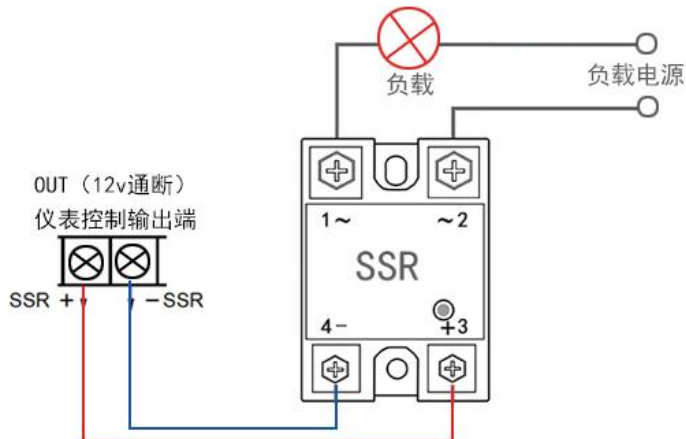 负载
负载电源
OUT（12v通断）
仪表控制输出端
SSR + -SSR
1~ ~2
SSR
4- +3